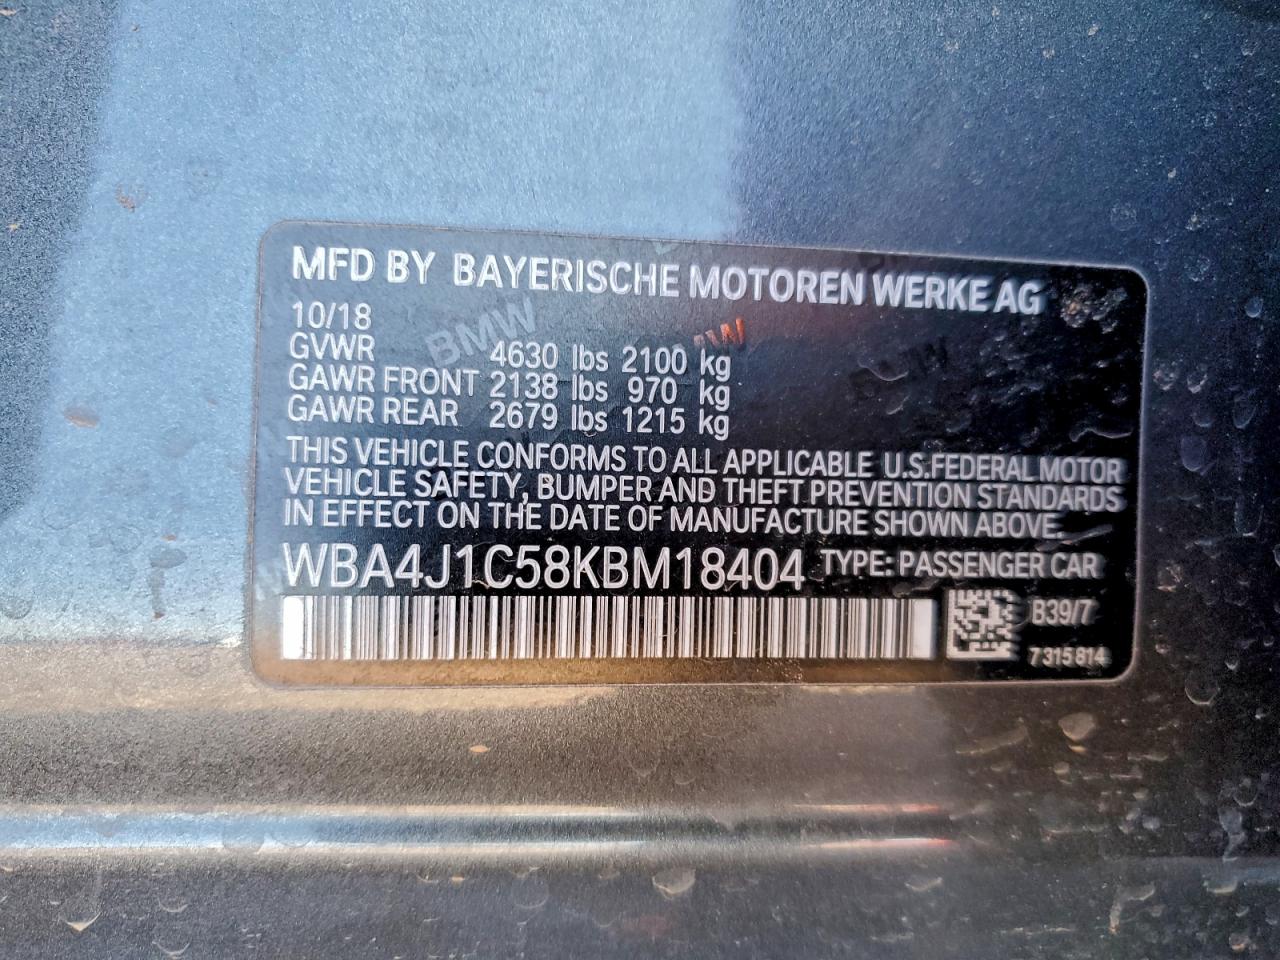 MFD BY BAYERISCHE MOTOREN WERKE AG
10/18
GVWR 4630 lbs 2100 kg
GAWR FRONT 2138 lbs 970 kg
GAWR REAR 2679 lbs 1215 kg
THIS VEHICLE CONFORMS TO ALL APPLICABLE U.S.FEDERAL MOTOR
VEHICLE SAFETY, BUMPER AND THEFT PREVENTION STANDARDS
IN EFFECT ON THE DATE OF MANUFACTURE SHOWN ABOVE.
WBA4J1C58KBM18404 TYPE: PASSENGER CAR
B39/7
7 315 814
BMW